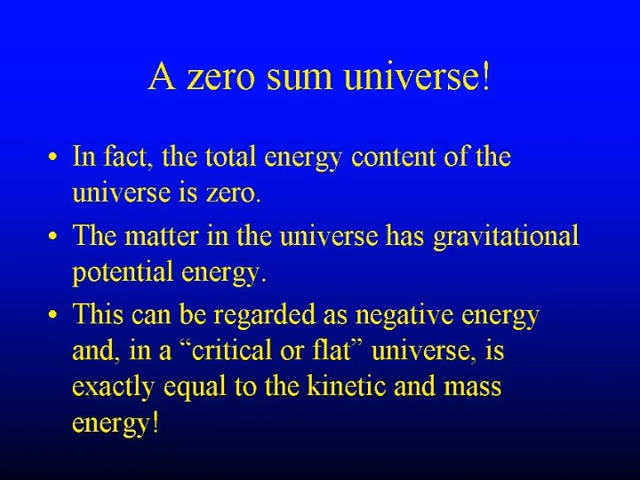 A zero sum universe!
• In fact, the total energy content of the
universe is zero.
• The matter in the universe has gravitational
potential energy.
• This can be regarded as negative energy
and, in a “critical or flat” universe, is
exactly equal to the kinetic and mass
energy!